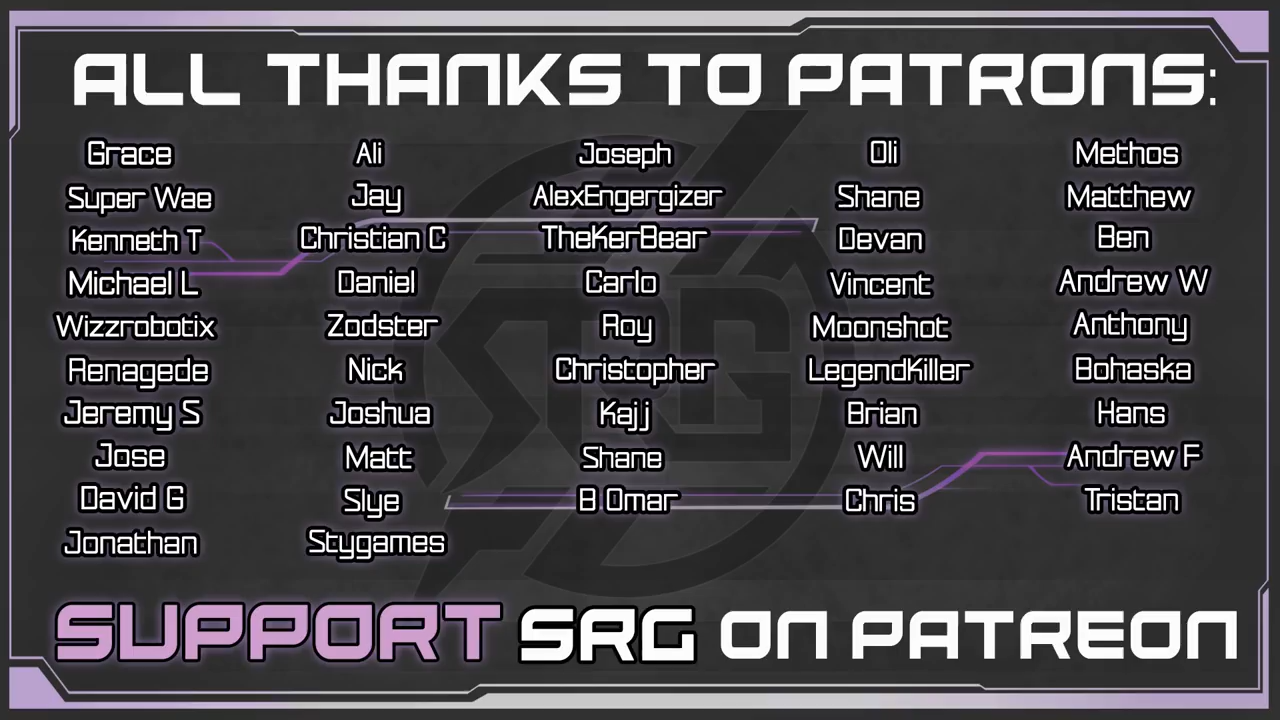 ALL THANKS TO PATRONS:
Grace Ali Joseph Oli Methos
Super Wae Jay AlexEngergizer Shane Matthew
Kenneth T Christian C TheKerBear Devan Ben
Michael L Daniel Carlo Vincent Andrew W
Wizzrobotix Zodster Roy Moonshot Anthony
Renagede Nick Christopher LegendKiller Bohaska
Jeremy S Joshua Kajj Brian Hans
Jose Matt Shane Will Andrew F
David G Slye B Omar Chris Tristan
Jonathan Stygames
SUPPORT SRG ON PATREON
SRG